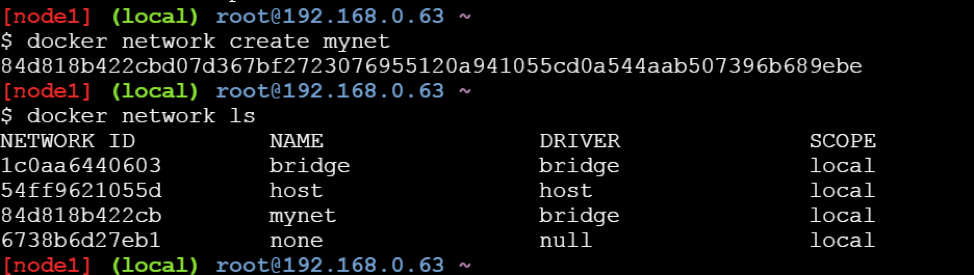 [node1] (local) root@192.168.0.63 ~
$ docker network create mynet
84d818b422cbd07d367bf2723076955120a941055cd0a544aab507396b689ebe
[node1] (local) root@192.168.0.63 ~
$ docker network ls
NETWORK ID NAME DRIVER SCOPE
1c0aa6440603 bridge bridge local
54ff9621055d host host local
84d818b422cb mynet bridge local
6738b6d27eb1 none null local
[node1] (local) root@192.168.0.63 ~